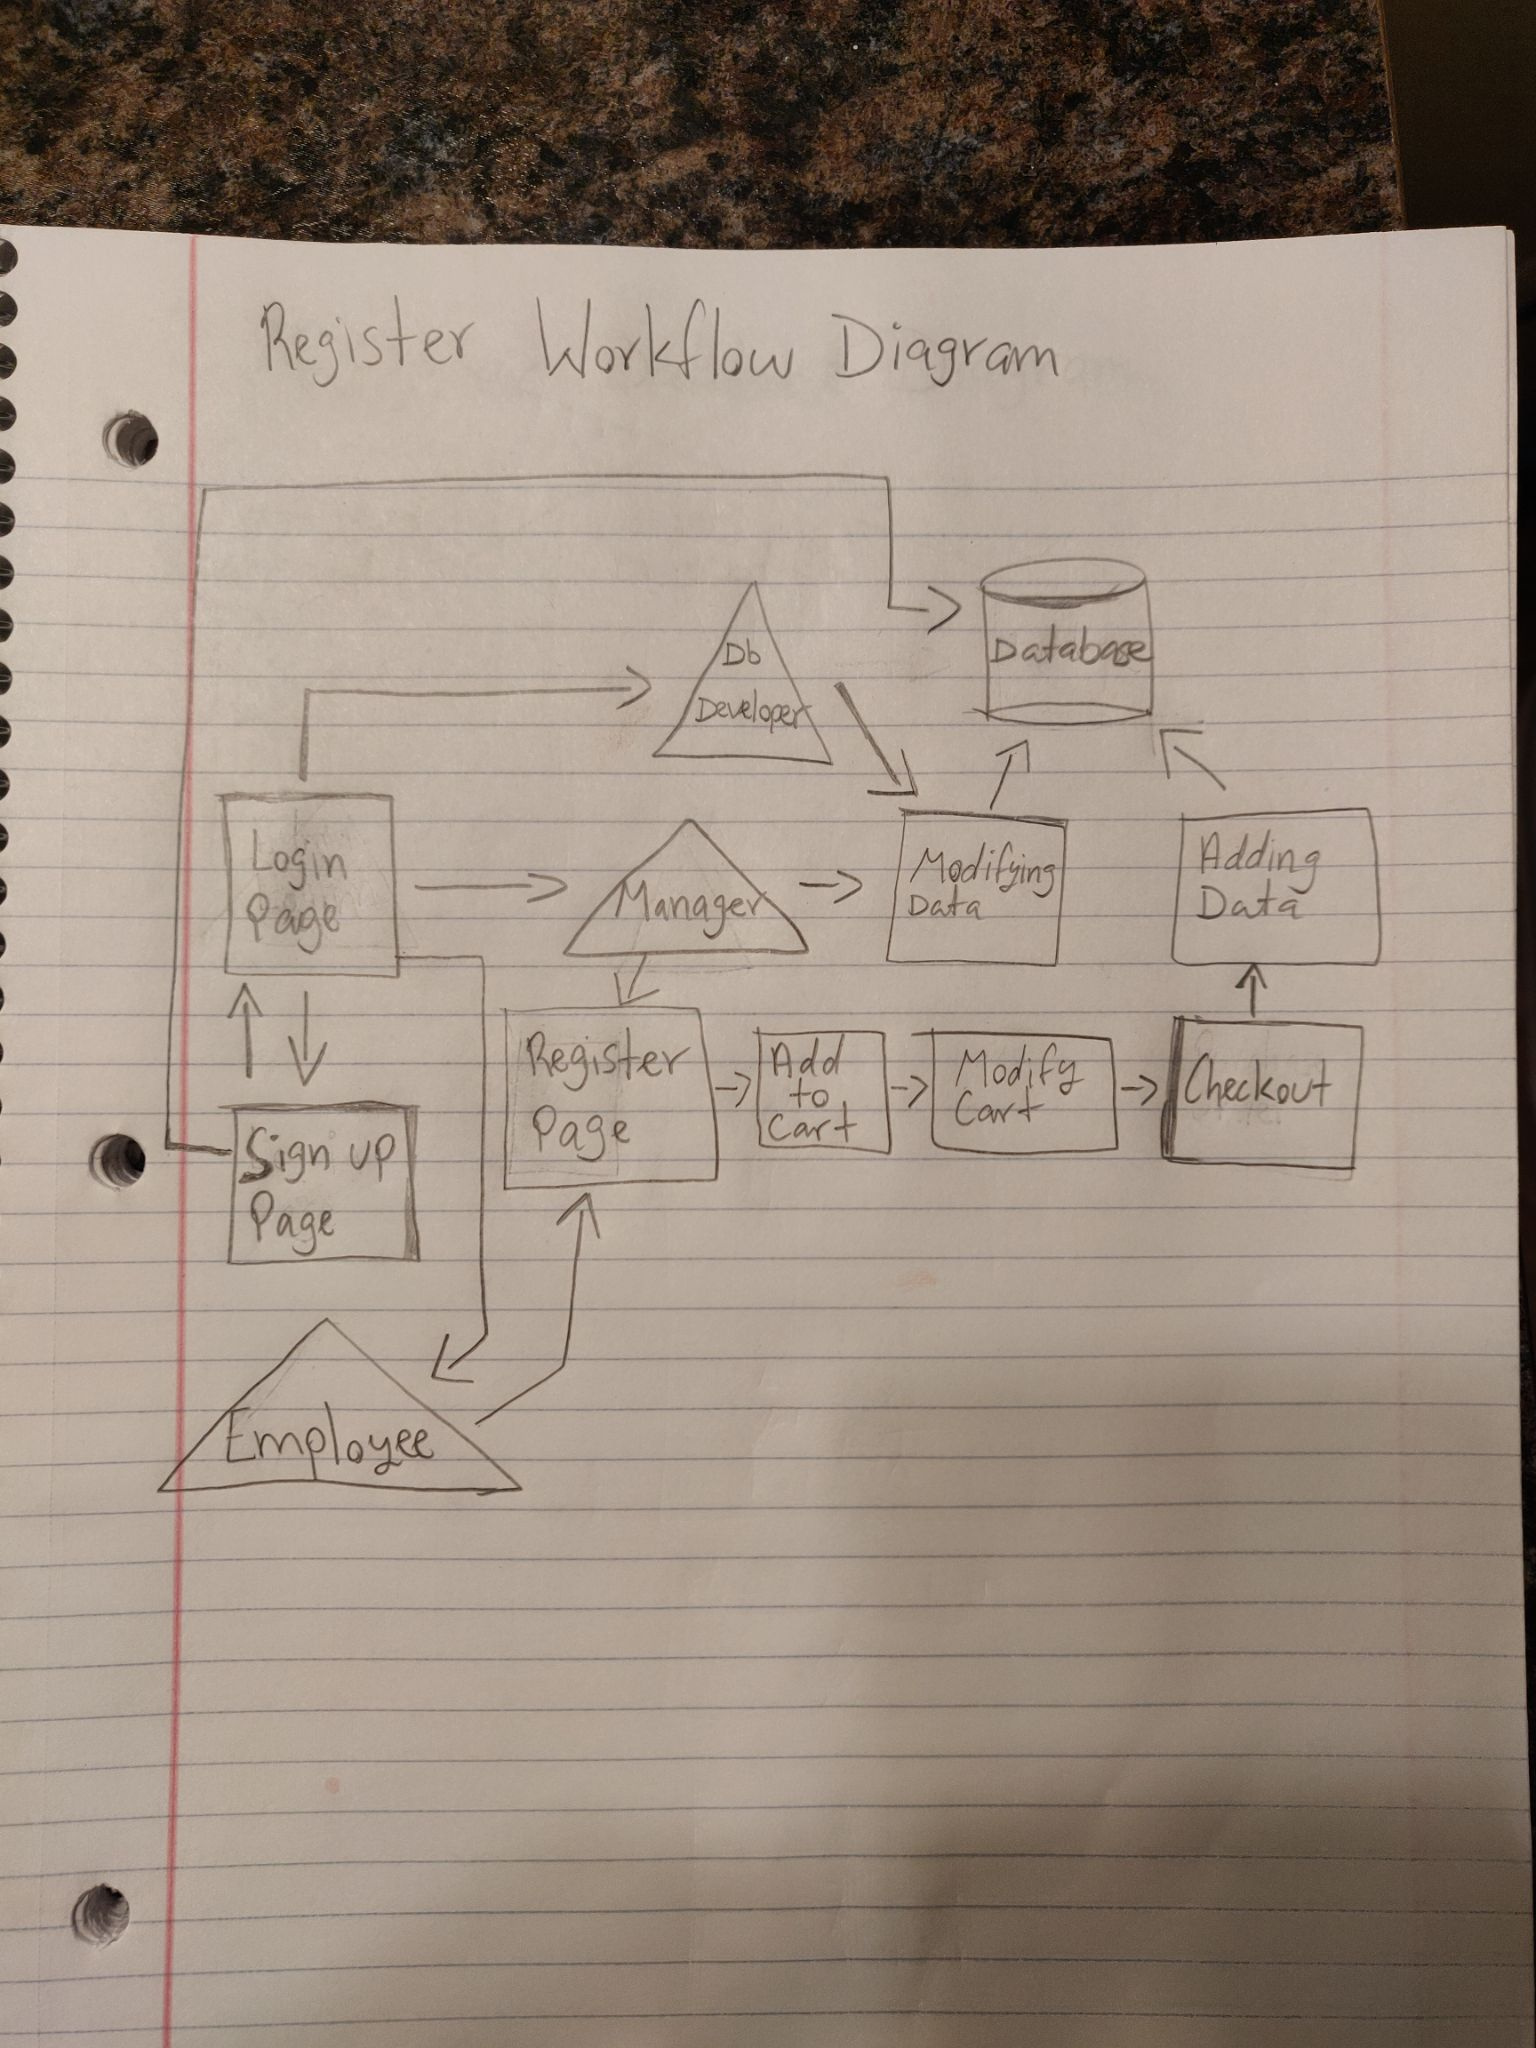 Register Workflow Diagram
Db
Developer
Database
Login
Page
Manager
Modifying
Data
Adding
Data
Register
Page
Add
to
Cart
Modify
Cart
Checkout
Sign up
Page
Employee